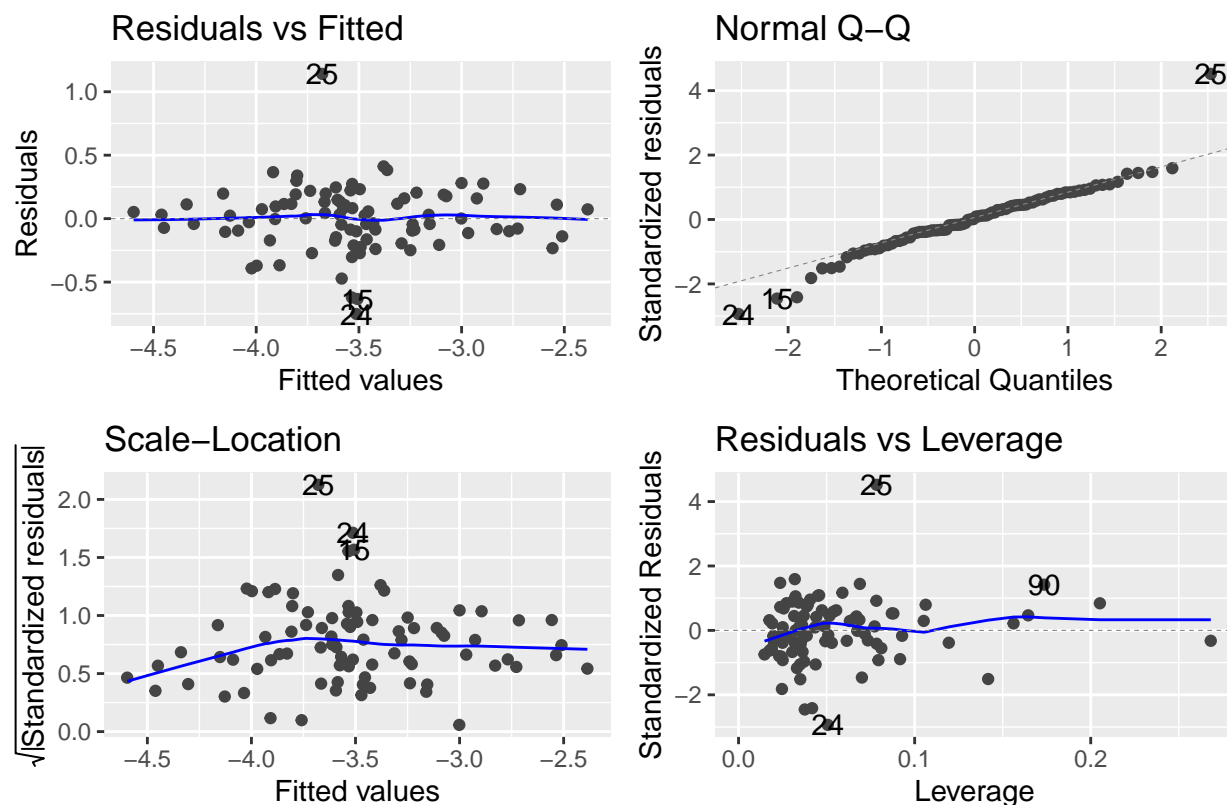 Residuals vs Fitted
25
15
24
1.0
0.5
0.0
−0.5
−4.5 −4.0 −3.5 −3.0 −2.5
Fitted values
Residuals
Normal Q−Q
25
15
24
4
2
0
−2
−2 −1 0 1 2
Theoretical Quantiles
Standardized residuals
Scale−Location
25
24
15
2.0
1.5
1.0
0.5
0.0
−4.5 −4.0 −3.5 −3.0 −2.5
Fitted values
√|Standardized residuals|
Residuals vs Leverage
25
90
24
4
2
0
−2
0.0 0.1 0.2
Leverage
Standardized Residuals